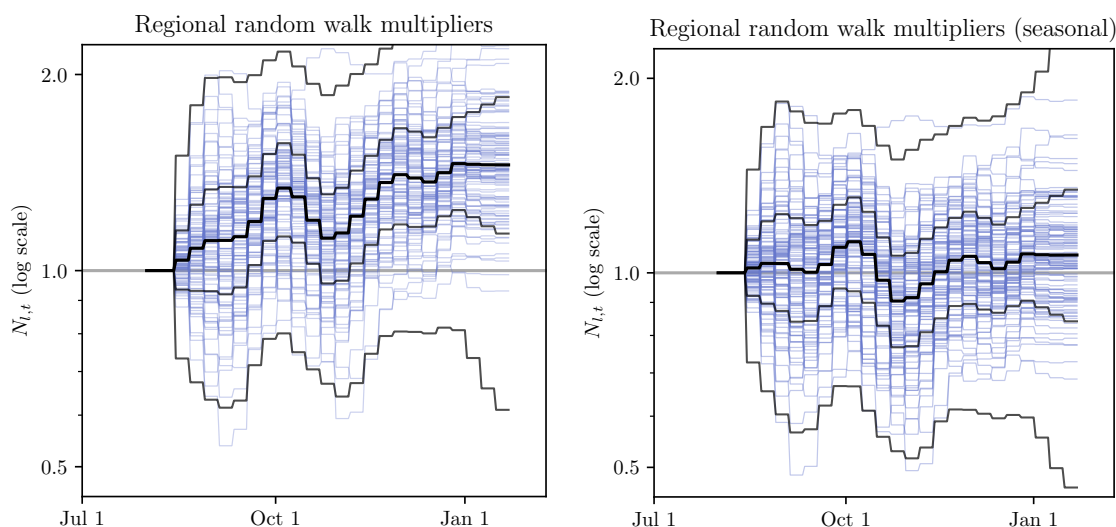 Regional random walk multipliers
2.0
1.0
0.5
N_{l,t} (log scale)
Jul 1
Oct 1
Jan 1
Regional random walk multipliers (seasonal)
2.0
1.0
0.5
N_{l,t} (log scale)
Jul 1
Oct 1
Jan 1